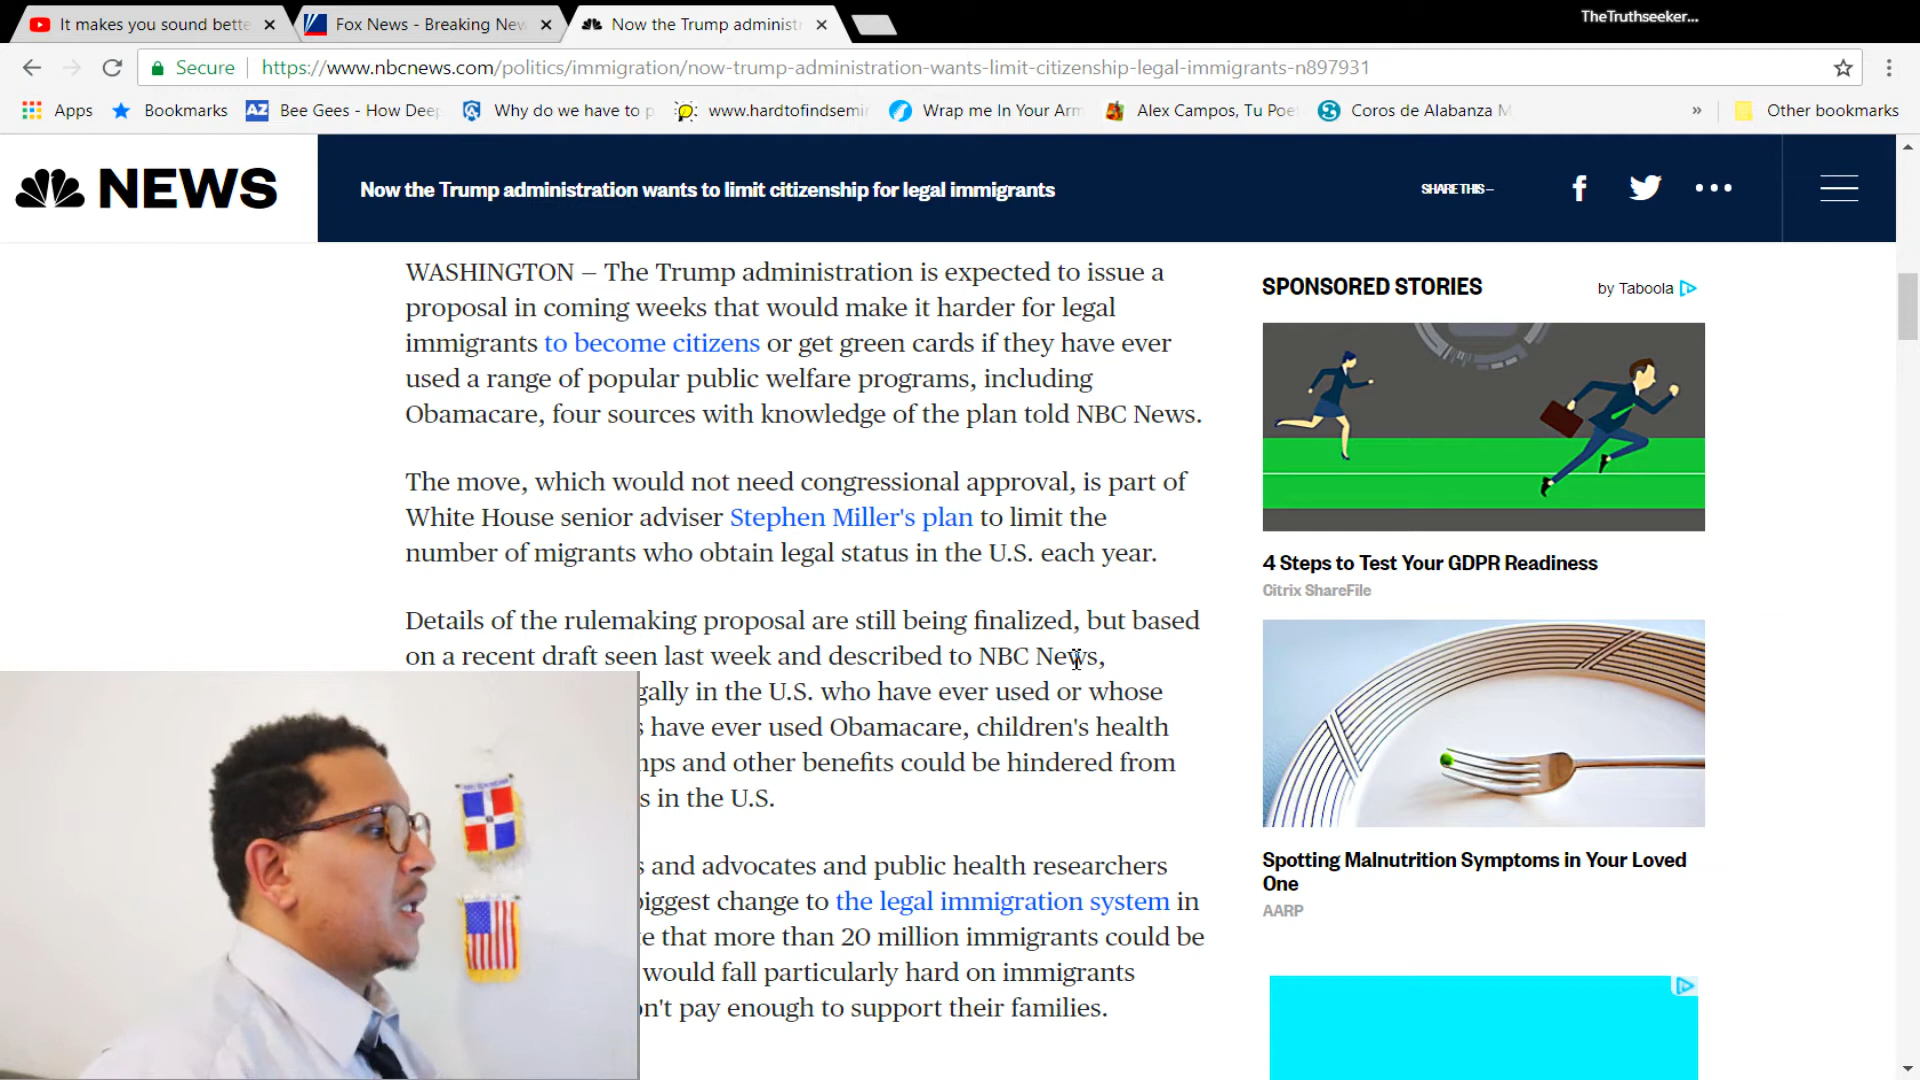 TheTruthseeker...
It makes you sound bette
Fox News - Breaking New
Now the Trump administr
Secure
https://www.nbcnews.com/politics/immigration/now-trump-administration-wants-limit-citizenship-legal-immigrants-n897931
Apps
Bookmarks
AZ
Bee Gees - How Deep
Why do we have to p
www.hardtofindsemi
Wrap me In Your Arm
Alex Campos, Tu Poe
Coros de Alabanza M
»
Other bookmarks
NEWS
Now the Trump administration wants to limit citizenship for legal immigrants
SHARE THIS —
WASHINGTON — The Trump administration is expected to issue a
proposal in coming weeks that would make it harder for legal
immigrants to become citizens or get green cards if they have ever
used a range of popular public welfare programs, including
Obamacare, four sources with knowledge of the plan told NBC News.
The move, which would not need congressional approval, is part of
White House senior adviser Stephen Miller's plan to limit the
number of migrants who obtain legal status in the U.S. each year.
Details of the rulemaking proposal are still being finalized, but based
on a recent draft seen last week and described to NBC News,
gally in the U.S. who have ever used or whose
have ever used Obamacare, children's health
mps and other benefits could be hindered from
s in the U.S.
s and advocates and public health researchers
biggest change to the legal immigration system in
te that more than 20 million immigrants could be
would fall particularly hard on immigrants
on't pay enough to support their families.
SPONSORED STORIES
by Taboola
4 Steps to Test Your GDPR Readiness
Citrix ShareFile
Spotting Malnutrition Symptoms in Your Loved
One
AARP